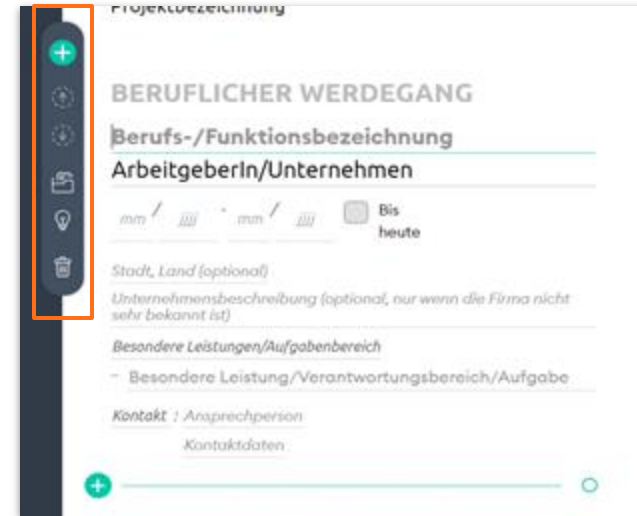 Projektbezeichnung
BERUFLICHER WERDEGANG
Berufs-/Funktionsbezeichnung
ArbeitgeberIn/Unternehmen
mm / jjjj - mm / jjjj Bis
heute
Stadt, Land (optional)
Unternehmensbeschreibung (optional, nur wenn die Firma nicht
sehr bekannt ist)
Besondere Leistungen/Aufgabenbereich
- Besondere Leistung/Verantwortungsbereich/Aufgabe
Kontakt : Ansprechperson
Kontaktdaten